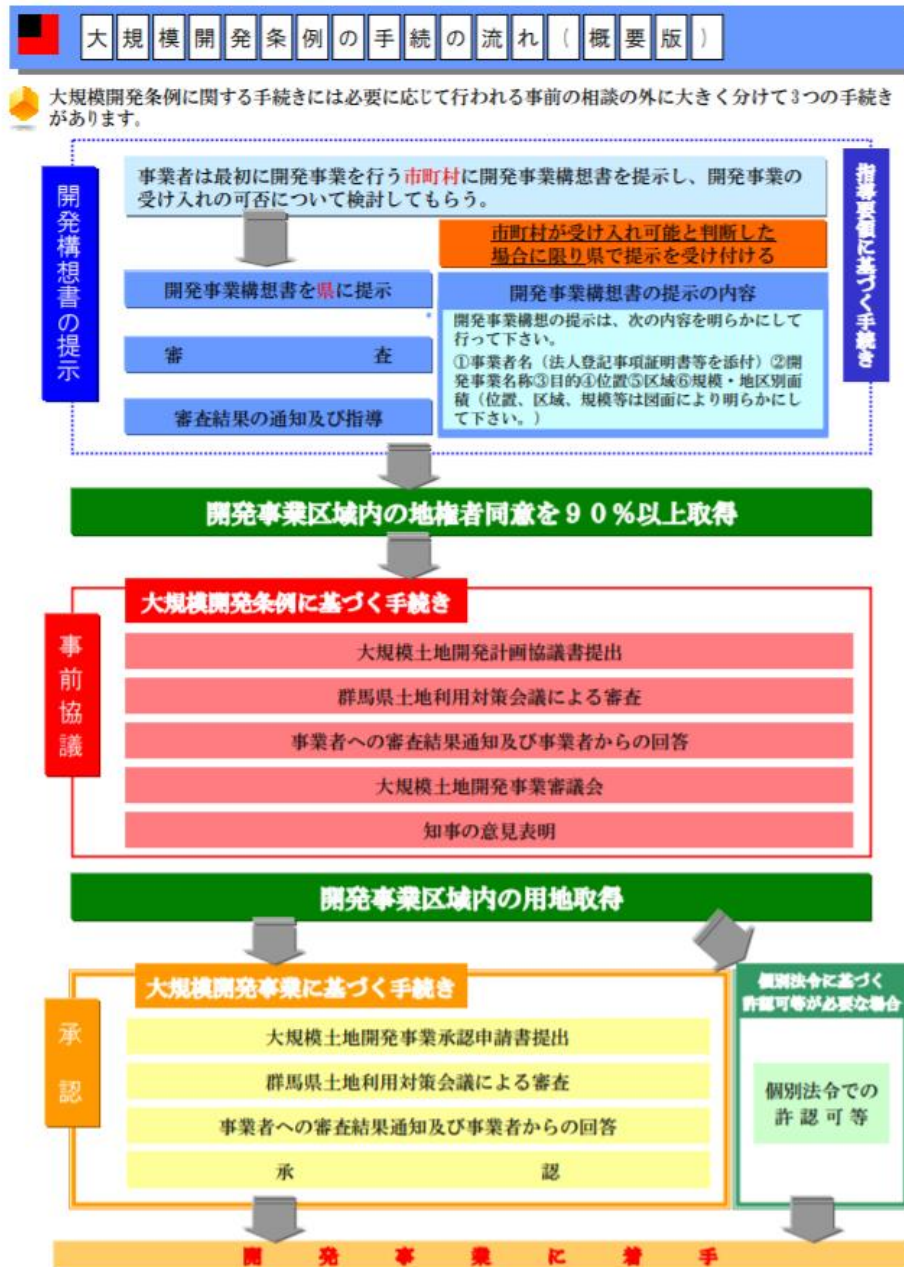 大規模開発条例の手続の流れ(概要版)
大規模開発条例に関する手続きには必要に応じて行われる事前の相談の外に大きく分けて3つの手続き
があります。
開発構想書の提示
指導要領に基づく手続き
事業者は最初に開発事業を行う市町村に開発事業構想書を提示し、開発事業の
受け入れの可否について検討してもらう。
市町村が受け入れ可能と判断した
場合に限り県で提示を受け付ける
開発事業構想書を県に提示
審査
審査結果の通知及び指導
開発事業構想書の提示の内容
開発事業構想の提示は、次の内容を明らかにして
行って下さい。
①事業者名(法人登記事項証明書等を添付)②開
発事業名称③目的④位置⑤区域⑥規模・地区別面
積(位置、区域、規模等は図面により明らかにし
て下さい。)
開発事業区域内の地権者同意を90%以上取得
事前協議
大規模開発条例に基づく手続き
大規模土地開発計画協議書提出
群馬県土地利用対策会議による審査
事業者への審査結果通知及び事業者からの回答
大規模土地開発事業審議会
知事の意見表明
開発事業区域内の用地取得
承認
大規模開発事業に基づく手続き
大規模土地開発事業承認申請書提出
群馬県土地利用対策会議による審査
事業者への審査結果通知及び事業者からの回答
承認
個別法令に基づく
許認可等が必要な場合
個別法令での
許認可等
開発事業に着手